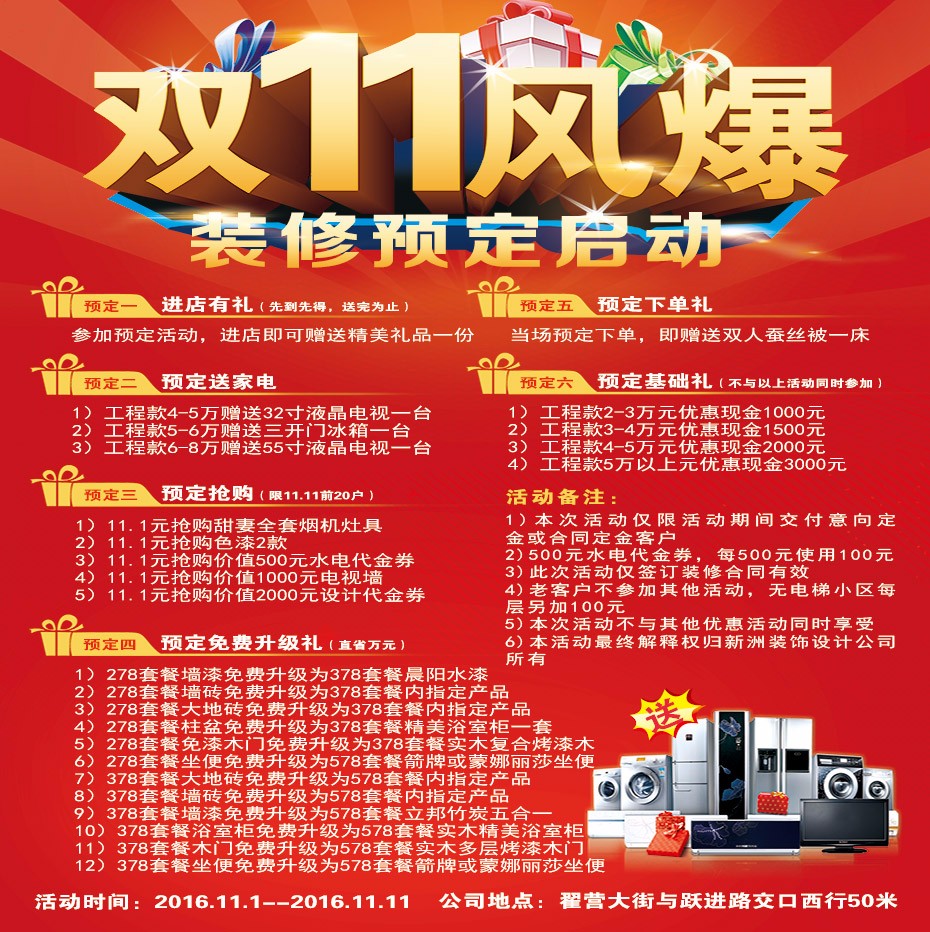 双11风爆
装修预定启动
预定一 进店有礼（先到先得，送完为止）
参加预定活动，进店即可赠送精美礼品一份
预定二 预定送家电
1）工程款4-5万赠送32寸液晶电视一台
2）工程款5-6万赠送三开门冰箱一台
3）工程款6-8万赠送55寸液晶电视一台
预定三 预定抢购（限11.11前20户）
1）11.1元抢购甜妻全套烟机灶具
2）11.1元抢购色漆2款
3）11.1元抢购价值500元水电代金券
4）11.1元抢购价值1000元电视墙
5）11.1元抢购价值2000元设计代金券
预定四 预定免费升级礼（直省万元）
1）278套餐墙漆免费升级为378套餐晨阳水漆
2）278套餐墙砖免费升级为378套餐内指定产品
3）278套餐大地砖免费升级为378套餐内指定产品
4）278套餐柱盆免费升级为378套餐精美浴室柜一套
5）278套餐免漆木门免费升级为378套餐实木复合烤漆木
6）278套餐坐便免费升级为578套餐箭牌或蒙娜丽莎坐便
7）378套餐大地砖免费升级为578套餐内指定产品
8）378套餐墙砖免费升级为578套餐内指定产品
9）378套餐墙漆免费升级为578套餐立邦竹炭五合一
10）378套餐浴室柜免费升级为578套餐实木精美浴室柜
11）378套餐木门免费升级为578套餐实木多层烤漆木门
12）378套餐坐便免费升级为578套餐箭牌或蒙娜丽莎坐便
预定五 预定下单礼
当场预定下单，即赠送双人蚕丝被一床
预定六 预定基础礼（不与以上活动同时参加）
1）工程款2-3万元优惠现金1000元
2）工程款3-4万元优惠现金1500元
3）工程款4-5万元优惠现金2000元
4）工程款5万以上元优惠现金3000元
活动备注：
1）本次活动仅限活动期间交付意向定
金或合同定金客户
2)500元水电代金券，每500元使用100元
3)此次活动仅签订装修合同有效
4)老客户不参加其他活动，无电梯小区每
层另加100元
5）本次活动不与其他优惠活动同时享受
6)本活动最终解释权归新洲装饰设计公司
所有
送
活动时间：2016.11.1--2016.11.11 公司地点：翟营大街与跃进路交口西行50米